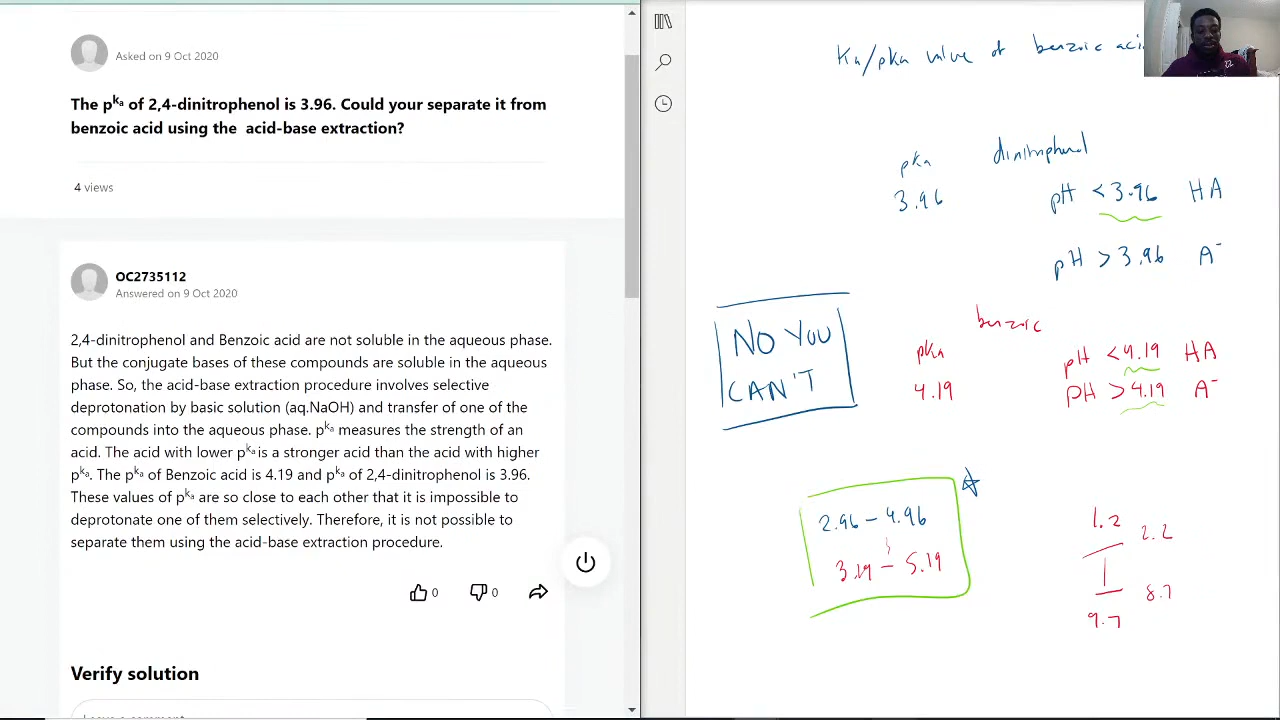 Asked on 9 Oct 2020
The pka of 2,4-dinitrophenol is 3.96. Could your separate it from
benzoic acid using the acid-base extraction?
4 views
OC2735112
Answered on 9 Oct 2020
2,4-dinitrophenol and Benzoic acid are not soluble in the aqueous phase.
But the conjugate bases of these compounds are soluble in the aqueous
phase. So, the acid-base extraction procedure involves selective
deprotonation by basic solution (aq.NaOH) and transfer of one of the
compounds into the aqueous phase. pka measures the strength of an
acid. The acid with lower pka is a stronger acid than the acid with higher
pka. The pka of Benzoic acid is 4.19 and pka of 2,4-dinitrophenol is 3.96.
These values of pka are so close to each other that it is impossible to
deprotonate one of them selectively. Therefore, it is not possible to
separate them using the acid-base extraction procedure.
0 0
Verify solution
Ka/pka value of benzoic aci
pka dinitrophenol
3.96 pH < 3.96 HA
pH > 3.96 A⁻
benzoic
NO YOU
CAN'T
pka pH < 4.19 HA
4.19 pH > 4.19 A⁻
2.96 – 4.96
3.19 – 5.19
1.2 2.2
9.7 8.7